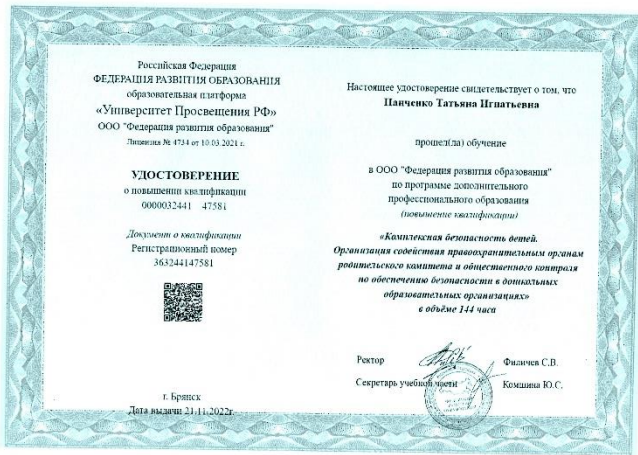 Российская Федерация
ФЕДЕРАЦИЯ РАЗВИТИЯ ОБРАЗОВАНИЯ
образовательная платформа
«Университет Просвещения РФ»
ООО "Федерация развития образования"
Лицензия № 4734 от 10.03.2021 г.
УДОСТОВЕРЕНИЕ
о повышении квалификации
0000032441 47581
Документ о квалификации
Регистрационный номер
363244147581
г. Брянск
Дата выдачи 21.11.2022г.
Настоящее удостоверение свидетельствует о том, что
Панченко Татьяна Игнатьевна
прошел(ла) обучение
в ООО "Федерация развития образования"
по программе дополнительного
профессионального образования
(повышение квалификации)
«Комплексная безопасность детей.
Организация содействия правоохранительным органам
родительского комитета и общественного контроля
по обеспечению безопасности в дошкольных
образовательных организациях»
в объёме 144 часа
Ректор Филичев С.В.
Секретарь учебной части Комшина Ю.С.